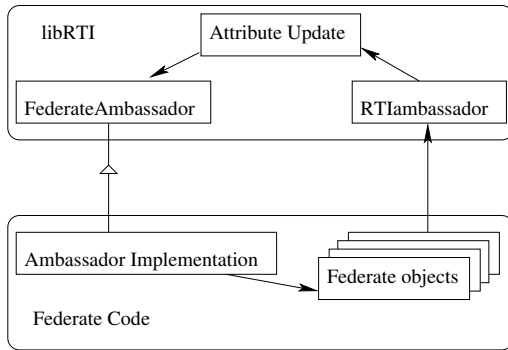 libRTI
Attribute Update
FederateAmbassador
RTIambassador
Ambassador Implementation
Federate objects
Federate Code